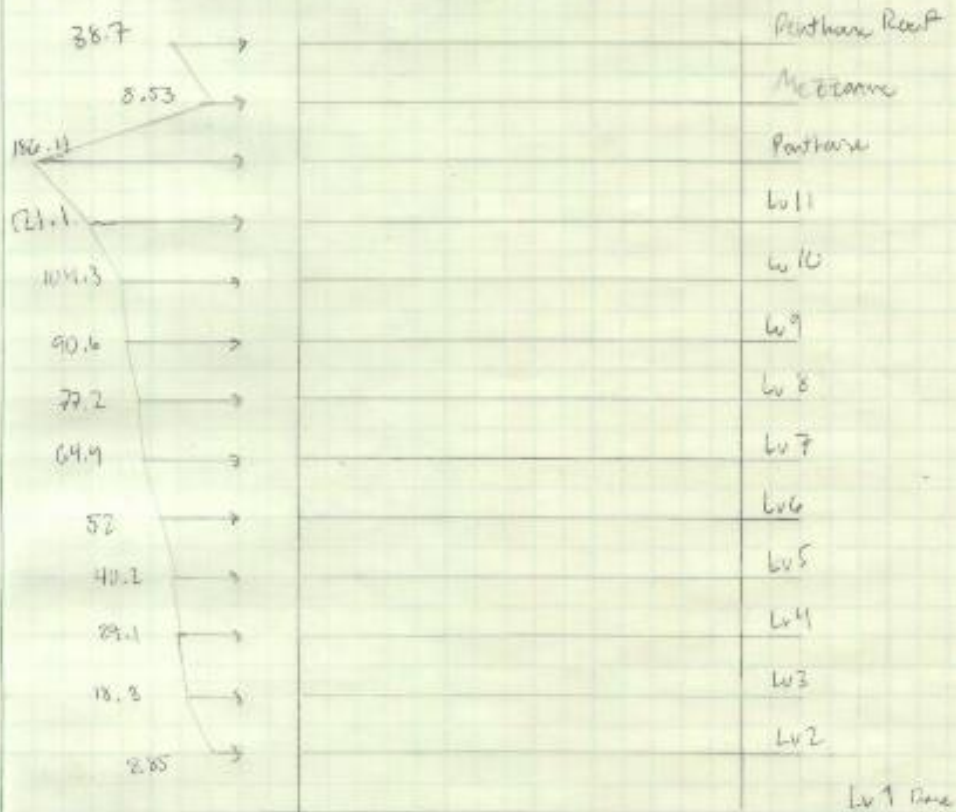 38.7 Penthouse Roof
8.53 Mezzanine
186.11 Penthouse
121.1 Lv 11
104.3 Lv 10
90.6 Lv 9
77.2 Lv 8
64.9 Lv 7
52 Lv 6
40.2 Lv 5
29.1 Lv 4
18.3 Lv 3
8.85 Lv 2
Lv 1